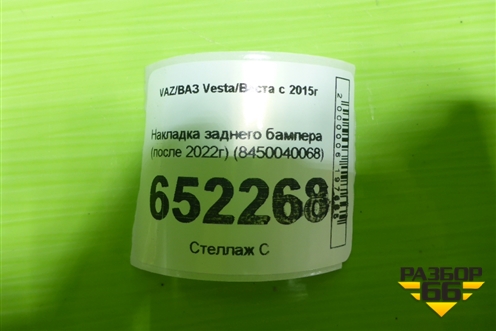 VAZ/ВАЗ Vesta/Веста с 2015г
Накладка заднего бампера
(после 2022г) (8450040068)
652268
Стеллаж С
РАЗБОР
66